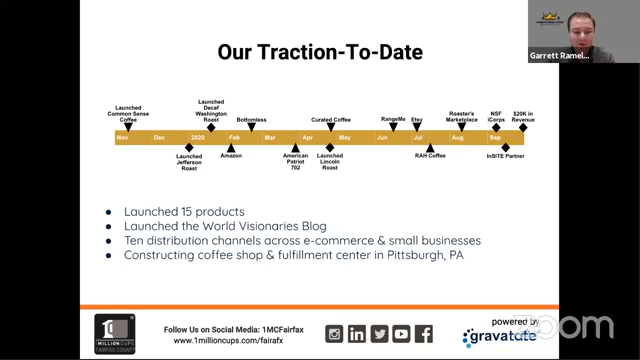 Garrett Ramel...
Our Traction-To-Date
Launched
Common Sense
Coffee
Launched
Decaf
Washington
Roast
Bottomless
Curated Coffee
RangeMe
Etsy
Roaster's
Marketplace
NSF
iCorps
$20K in
Revenue
Nov Dec 2020 Feb Mar Apr May Jun Jul Aug Sep
Launched
Jefferson
Roast
Amazon
American
Patriot
702
Launched
Lincoln
Roast
RAH Coffee
InSITE Partner
● Launched 15 products
● Launched the World Visionaries Blog
● Ten distribution channels across e-commerce & small businesses
● Constructing coffee shop & fulfillment center in Pittsburgh, PA
1
MILLION CUPS
FAIRFAX COUNTY
Follow Us on Social Media: 1MCFairfax
www.1millioncups.com/fairafx
powered by
gravatate
zoom